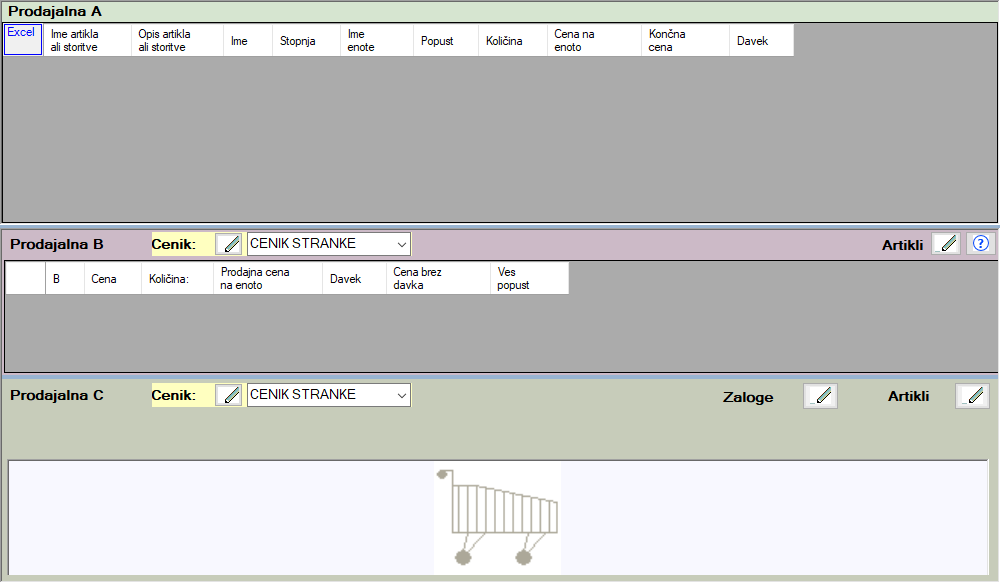 Prodajalna A
Excel
Ime artikla
ali storitve
Opis artikla
ali storitve
Ime
Stopnja
Ime
enote
Popust
Količina
Cena na
enoto
Končna
cena
Davek
Prodajalna B
Cenik:
CENIK STRANKE
Artikli
?
B
Cena
Količina:
Prodajna cena
na enoto
Davek
Cena brez
davka
Ves
popust
Prodajalna C
Cenik:
CENIK STRANKE
Zaloge
Artikli